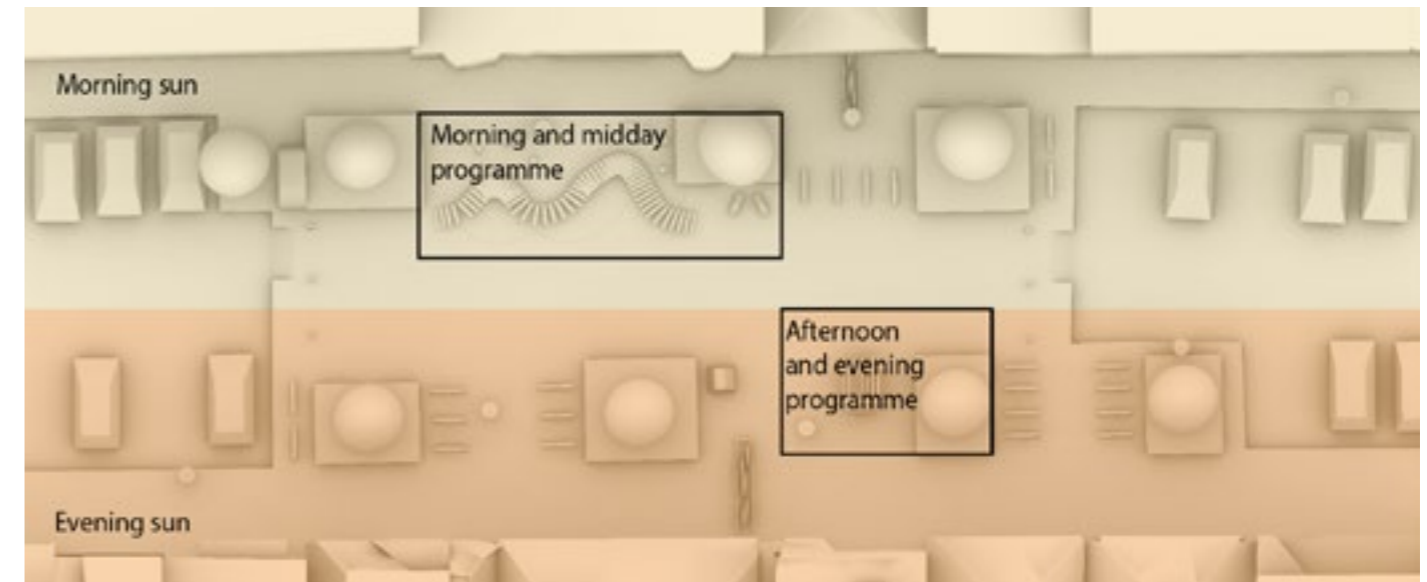 Morning sun
Morning and midday
programme
Afternoon
and evening
programme
Evening sun